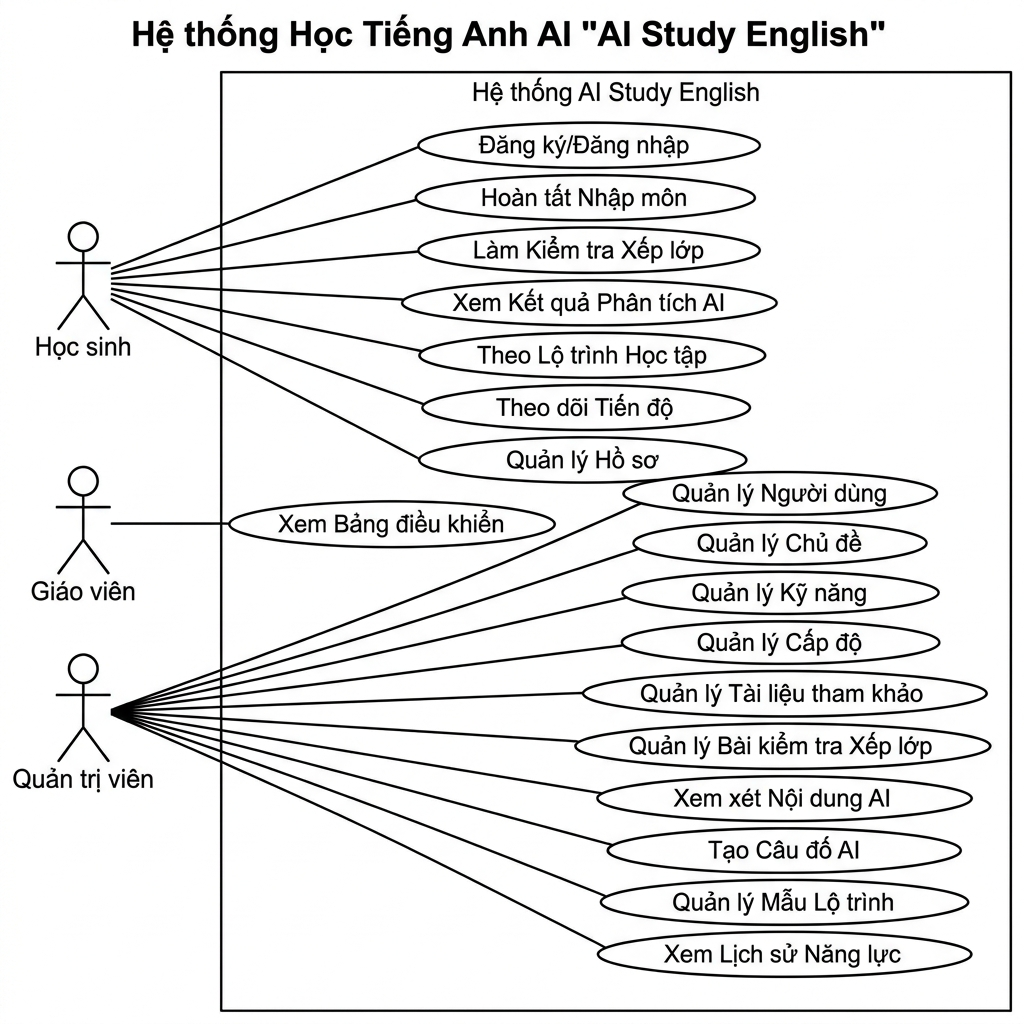 Hệ thống Học Tiếng Anh AI "AI Study English"
Hệ thống AI Study English
Đăng ký/Đăng nhập
Hoàn tất Nhập môn
Làm Kiểm tra Xếp lớp
Xem Kết quả Phân tích AI
Theo Lộ trình Học tập
Theo dõi Tiến độ
Quản lý Hồ sơ
Học sinh
Xem Bảng điều khiển
Giáo viên
Quản lý Người dùng
Quản lý Chủ đề
Quản lý Kỹ năng
Quản lý Cấp độ
Quản lý Tài liệu tham khảo
Quản lý Bài kiểm tra Xếp lớp
Xem xét Nội dung AI
Tạo Câu đố AI
Quản lý Mẫu Lộ trình
Xem Lịch sử Năng lực
Quản trị viên